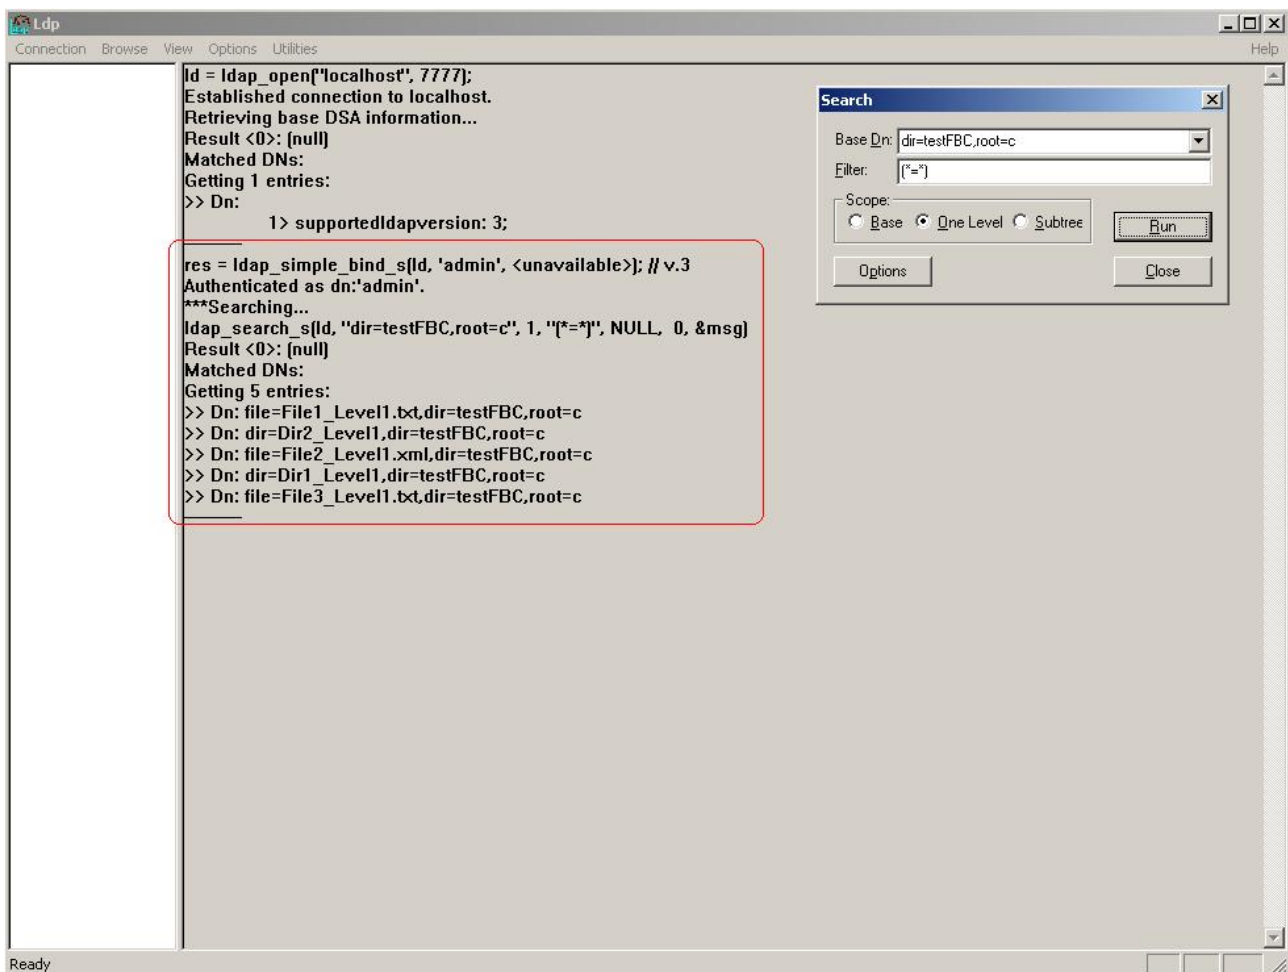 Ldp
Connection Browse View Options Utilities Help
ld = ldap_open("localhost", 7777);
Established connection to localhost.
Retrieving base DSA information...
Result <0>: (null)
Matched DNs:
Getting 1 entries:
>> Dn:
1> supportedldapversion: 3;
res = ldap_simple_bind_s(ld, 'admin', <unavailable>); // v.3
Authenticated as dn:'admin'.
***Searching...
ldap_search_s(ld, "dir=testFBC,root=c", 1, "(*=*)", NULL, 0, &msg)
Result <0>: (null)
Matched DNs:
Getting 5 entries:
>> Dn: file=File1_Level1.txt,dir=testFBC,root=c
>> Dn: dir=Dir2_Level1,dir=testFBC,root=c
>> Dn: file=File2_Level1.xml,dir=testFBC,root=c
>> Dn: dir=Dir1_Level1,dir=testFBC,root=c
>> Dn: file=File3_Level1.txt,dir=testFBC,root=c
Search
Base Dn: dir=testFBC,root=c
Filter: (*=*)
Scope:
Base One Level Subtree
Run
Options Close
Ready